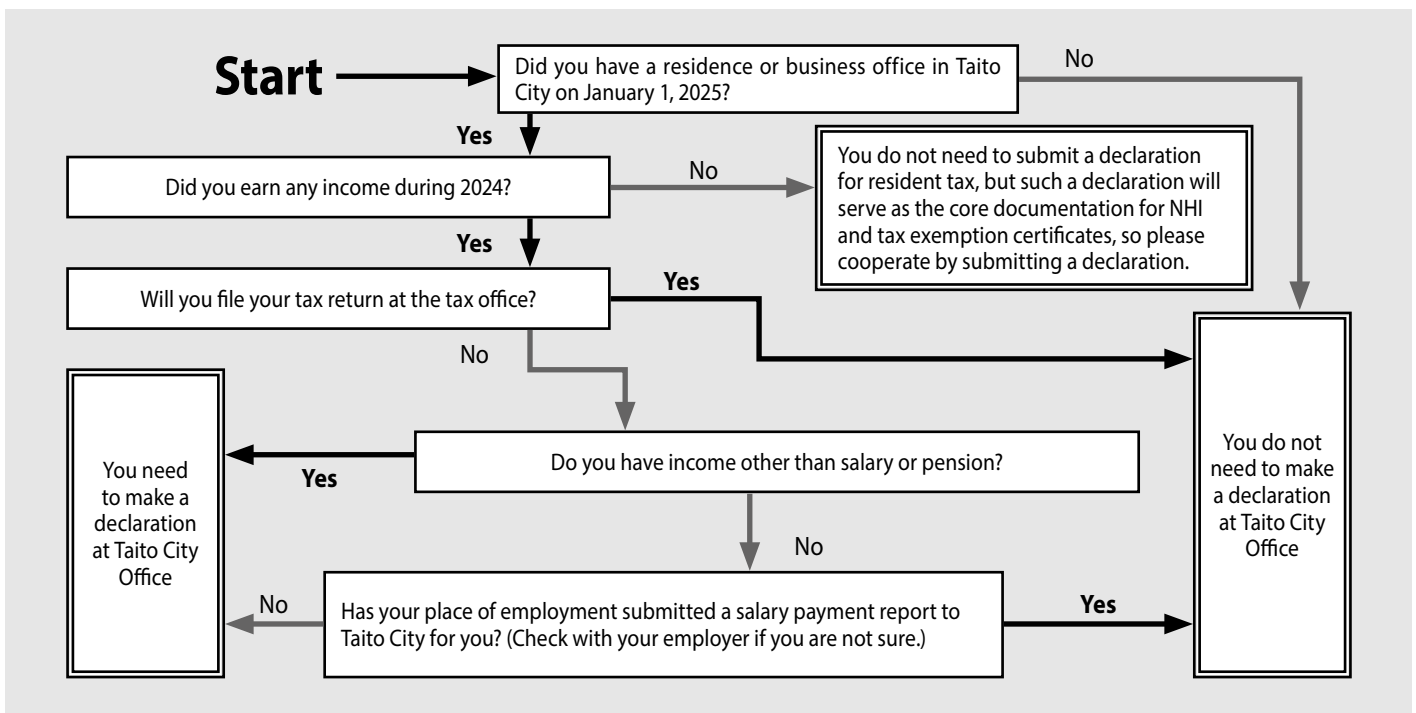 Start
Did you have a residence or business office in Taito
City on January 1, 2025?
No
Yes
Did you earn any income during 2024?
No
You do not need to submit a declaration
for resident tax, but such a declaration will
serve as the core documentation for NHI
and tax exemption certificates, so please
cooperate by submitting a declaration.
Yes
Will you file your tax return at the tax office?
Yes
No
Do you have income other than salary or pension?
Yes
You need
to make a
declaration
at Taito City
Office
No
Has your place of employment submitted a salary payment report to
Taito City for you? (Check with your employer if you are not sure.)
No
Yes
You do not
need to make
a declaration
at Taito City
Office